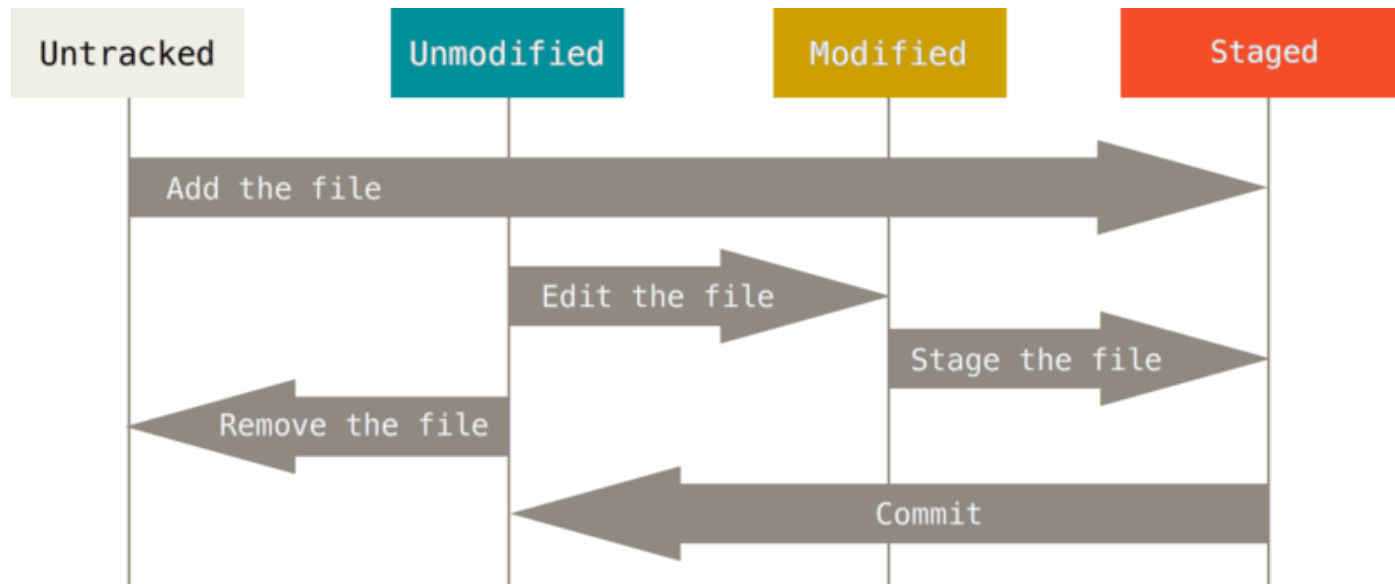 Untracked
Unmodified
Modified
Staged
Add the file
Edit the file
Stage the file
Remove the file
Commit